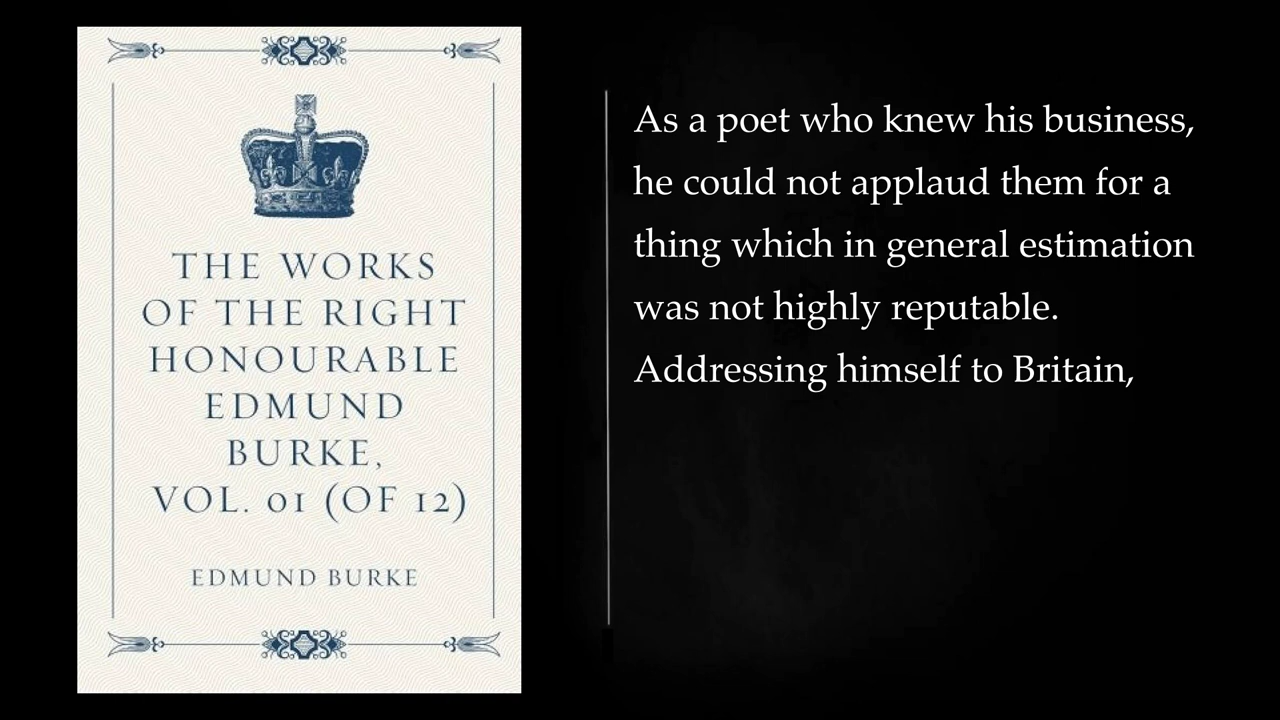 THE WORKS
OF THE RIGHT
HONOURABLE
EDMUND
BURKE,
VOL. 01 (OF 12)
EDMUND BURKE
As a poet who knew his business,
he could not applaud them for a
thing which in general estimation
was not highly reputable.
Addressing himself to Britain,